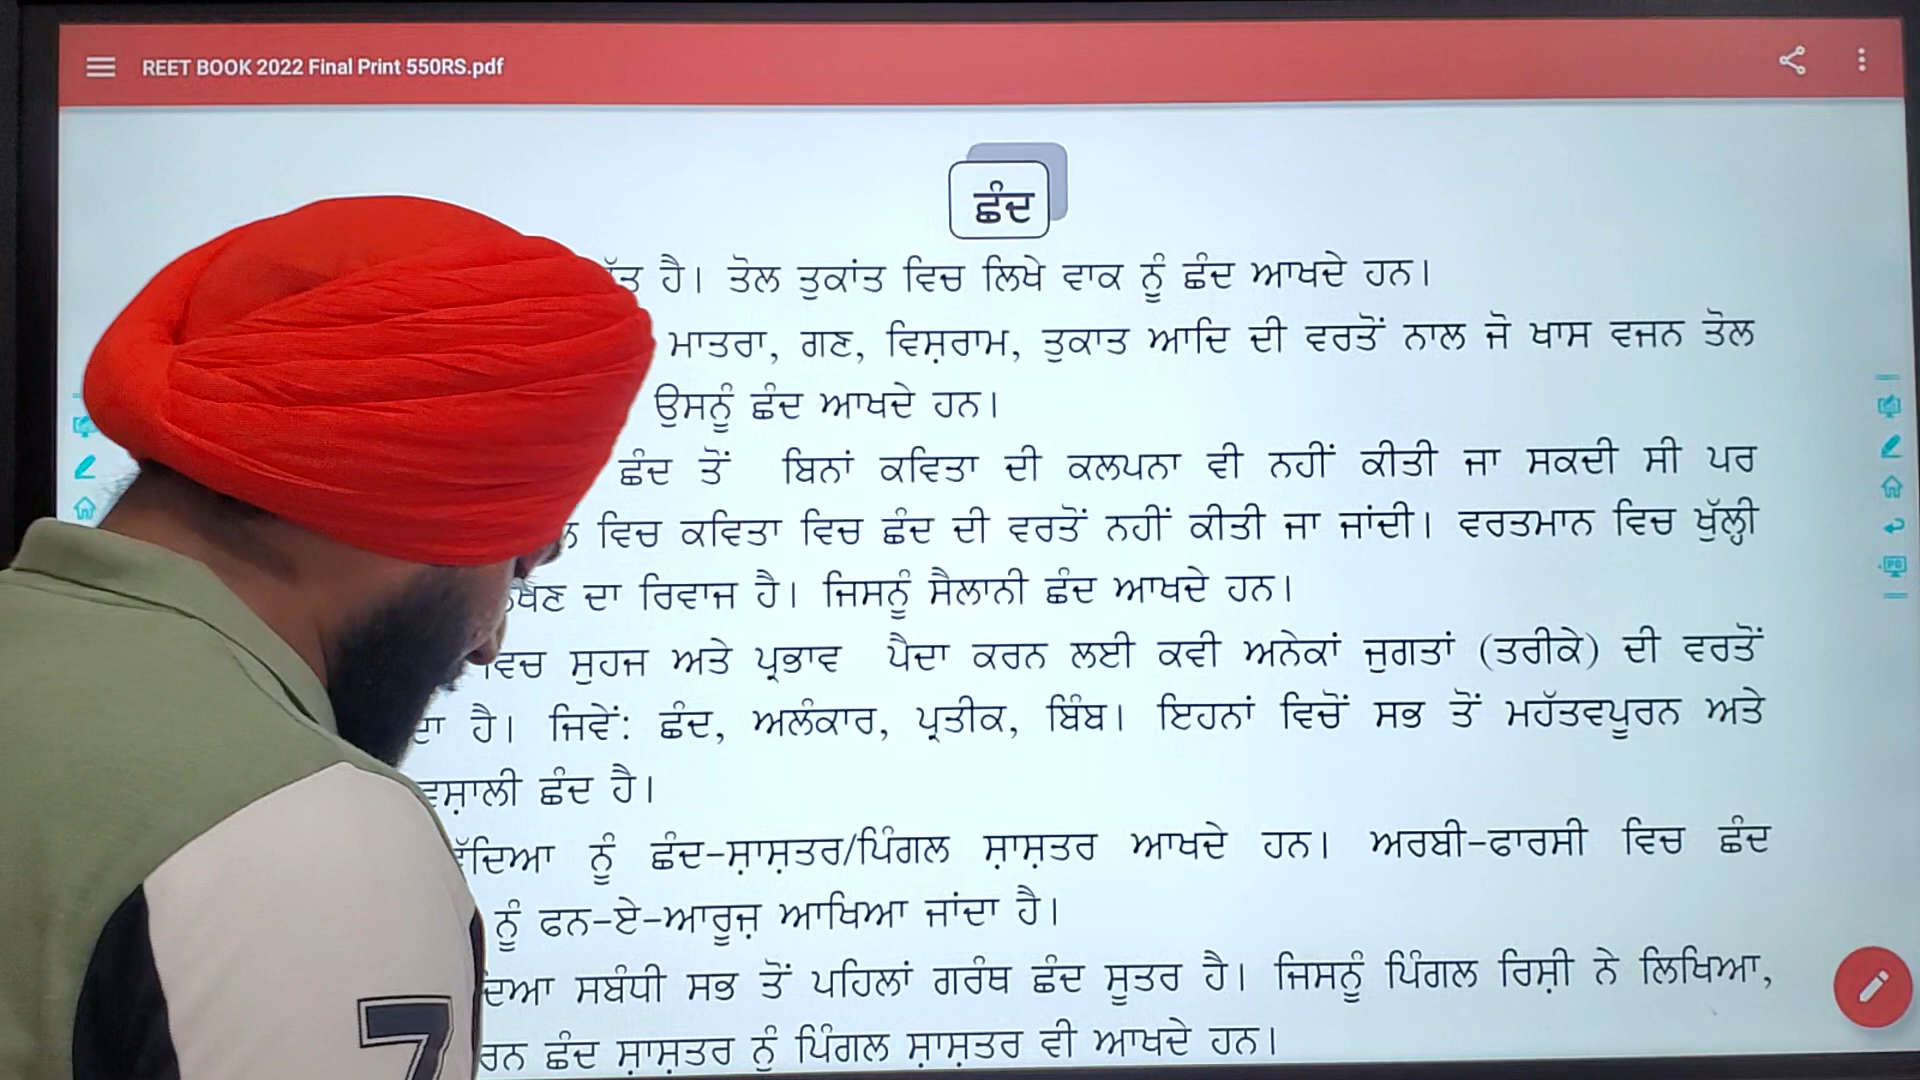 REET BOOK 2022 Final Print 550RS.pdf
ਛੰਦ
ਹੈ। ਤੋਲ ਤੁਕਾਂਤ ਵਿਚ ਲਿਖੇ ਵਾਕ ਨੂੰ ਛੰਦ ਆਖਦੇ ਹਨ।
ਮਾਤਰਾ, ਗਣ, ਵਿਸ਼ਰਾਮ, ਤੁਕਾਤ ਆਦਿ ਦੀ ਵਰਤੋਂ ਨਾਲ ਜੋ ਖਾਸ ਵਜਨ ਤੋਲ
ਉਸਨੂੰ ਛੰਦ ਆਖਦੇ ਹਨ।
ਛੰਦ ਤੋਂ ਬਿਨਾਂ ਕਵਿਤਾ ਦੀ ਕਲਪਨਾ ਵੀ ਨਹੀਂ ਕੀਤੀ ਜਾ ਸਕਦੀ ਸੀ ਪਰ
ਵਿਚ ਕਵਿਤਾ ਵਿਚ ਛੰਦ ਦੀ ਵਰਤੋਂ ਨਹੀਂ ਕੀਤੀ ਜਾ ਜਾਂਦੀ। ਵਰਤਮਾਨ ਵਿਚ ਖੁੱਲ੍ਹੀ
ਦਾ ਰਿਵਾਜ ਹੈ। ਜਿਸਨੂੰ ਸੈਲਾਨੀ ਛੰਦ ਆਖਦੇ ਹਨ।
ਸੁਹਜ ਅਤੇ ਪ੍ਰਭਾਵ ਪੈਦਾ ਕਰਨ ਲਈ ਕਵੀ ਅਨੇਕਾਂ ਜੁਗਤਾਂ (ਤਰੀਕੇ) ਦੀ ਵਰਤੋਂ
ਹੈ। ਜਿਵੇਂ: ਛੰਦ, ਅਲੰਕਾਰ, ਪ੍ਰਤੀਕ, ਬਿੰਬ। ਇਹਨਾਂ ਵਿਚੋਂ ਸਭ ਤੋਂ ਮਹੱਤਵਪੂਰਨ ਅਤੇ
ਛੰਦ ਹੈ।
ਨੂੰ ਛੰਦ-ਸ਼ਾਸ਼ਤਰ/ਪਿੰਗਲ ਸ਼ਾਸ਼ਤਰ ਆਖਦੇ ਹਨ। ਅਰਬੀ-ਫਾਰਸੀ ਵਿਚ ਛੰਦ
ਨੂੰ ਫਨ-ਏ-ਆਰੂਜ਼ ਆਖਿਆ ਜਾਂਦਾ ਹੈ।
ਸਬੰਧੀ ਸਭ ਤੋਂ ਪਹਿਲਾਂ ਗਰੰਥ ਛੰਦ ਸੂਤਰ ਹੈ। ਜਿਸਨੂੰ ਪਿੰਗਲ ਰਿਸ਼ੀ ਨੇ ਲਿਖਿਆ,
ਛੰਦ ਸ਼ਾਸ਼ਤਰ ਨੂੰ ਪਿੰਗਲ ਸ਼ਾਸ਼ਤਰ ਵੀ ਆਖਦੇ ਹਨ।
7